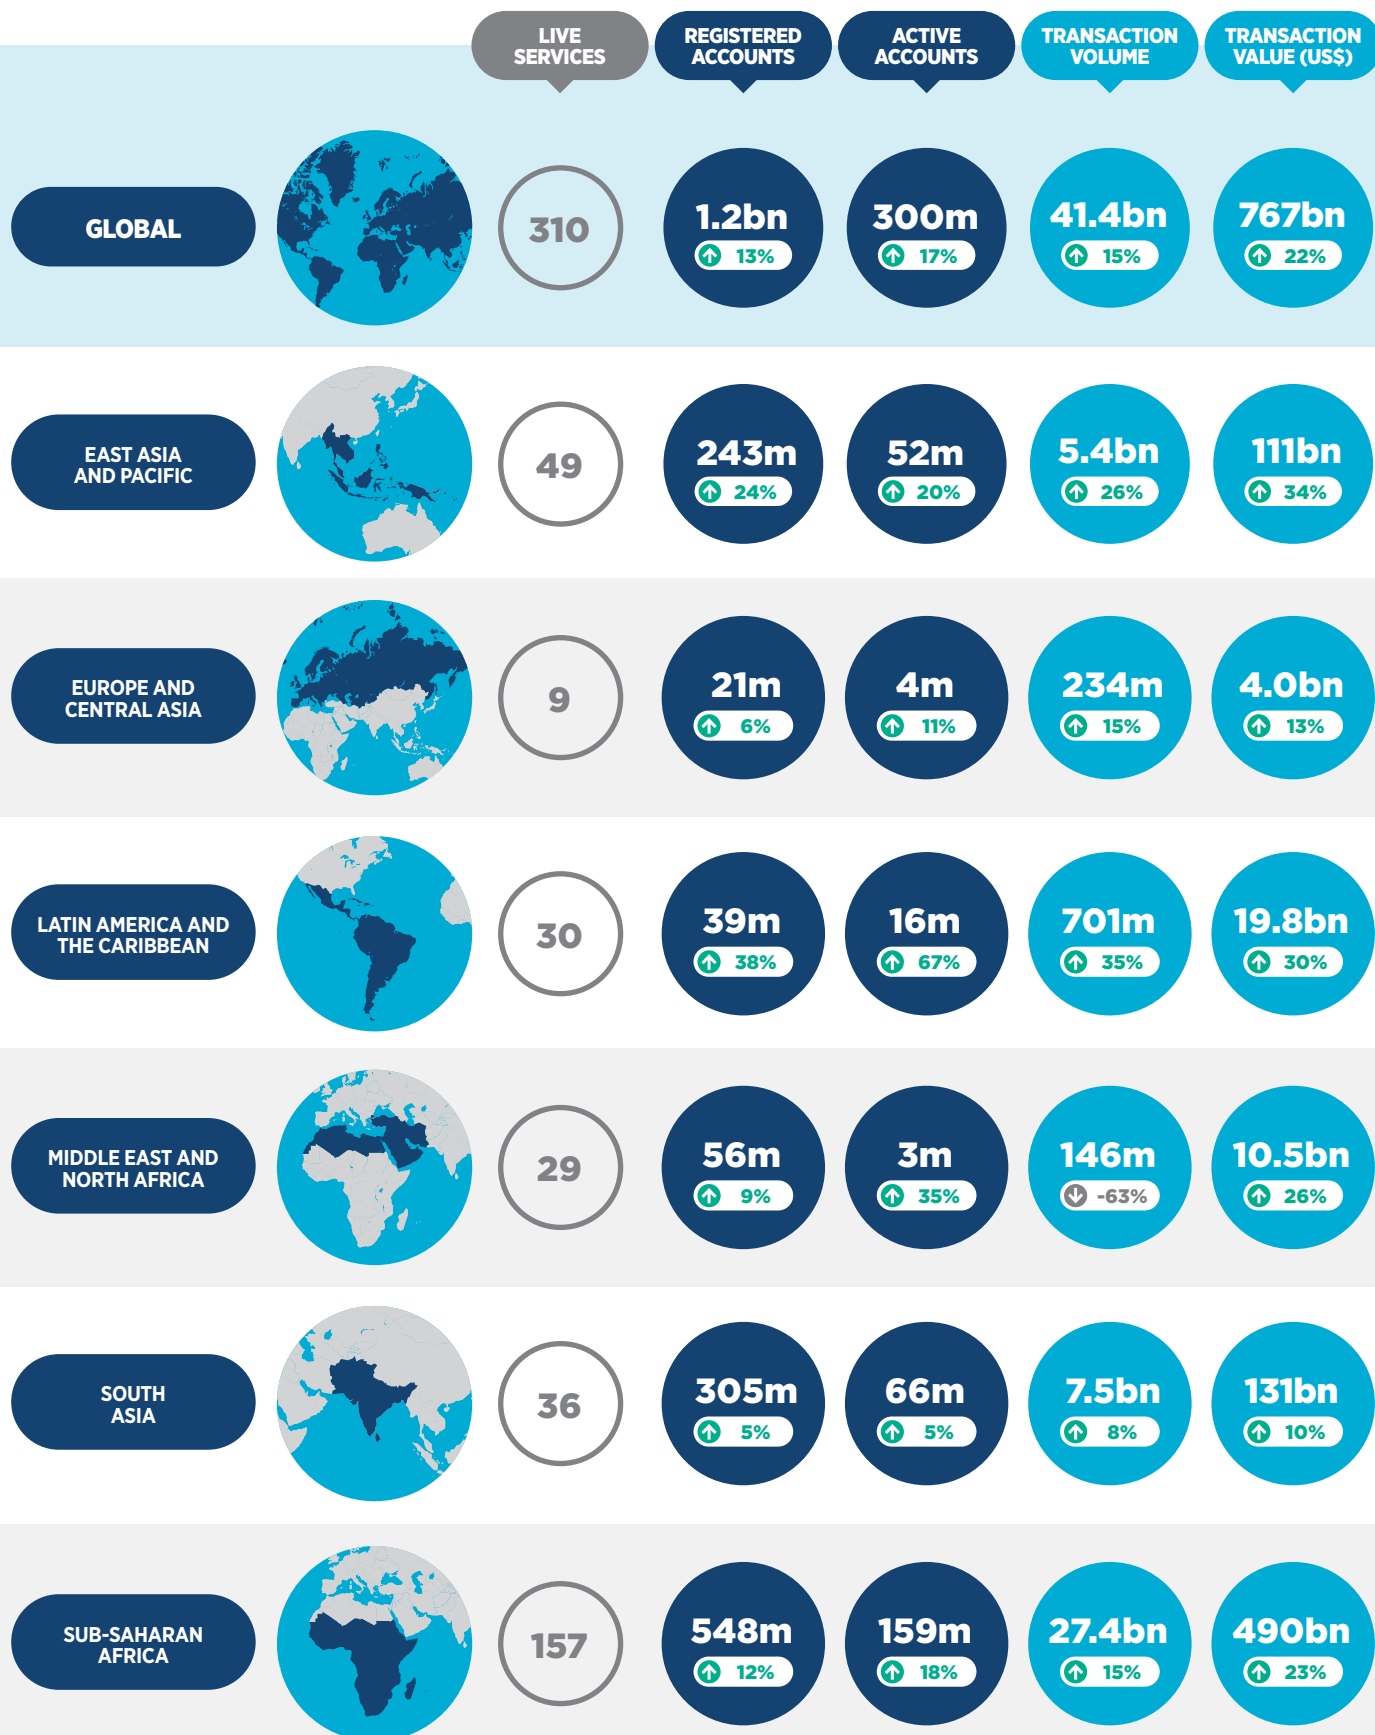 LIVE
SERVICES
REGISTERED
ACCOUNTS
ACTIVE
ACCOUNTS
TRANSACTION
VOLUME
TRANSACTION
VALUE (US$)
GLOBAL
310
1.2bn
13%
300m
17%
41.4bn
15%
767bn
22%
EAST ASIA
AND PACIFIC
49
243m
24%
52m
20%
5.4bn
26%
111bn
34%
EUROPE AND
CENTRAL ASIA
9
21m
6%
4m
11%
234m
15%
4.0bn
13%
LATIN AMERICA AND
THE CARIBBEAN
30
39m
38%
16m
67%
701m
35%
19.8bn
30%
MIDDLE EAST AND
NORTH AFRICA
29
56m
9%
3m
35%
146m
-63%
10.5bn
26%
SOUTH
ASIA
36
305m
5%
66m
5%
7.5bn
8%
131bn
10%
SUB-SAHARAN
AFRICA
157
548m
12%
159m
18%
27.4bn
15%
490bn
23%